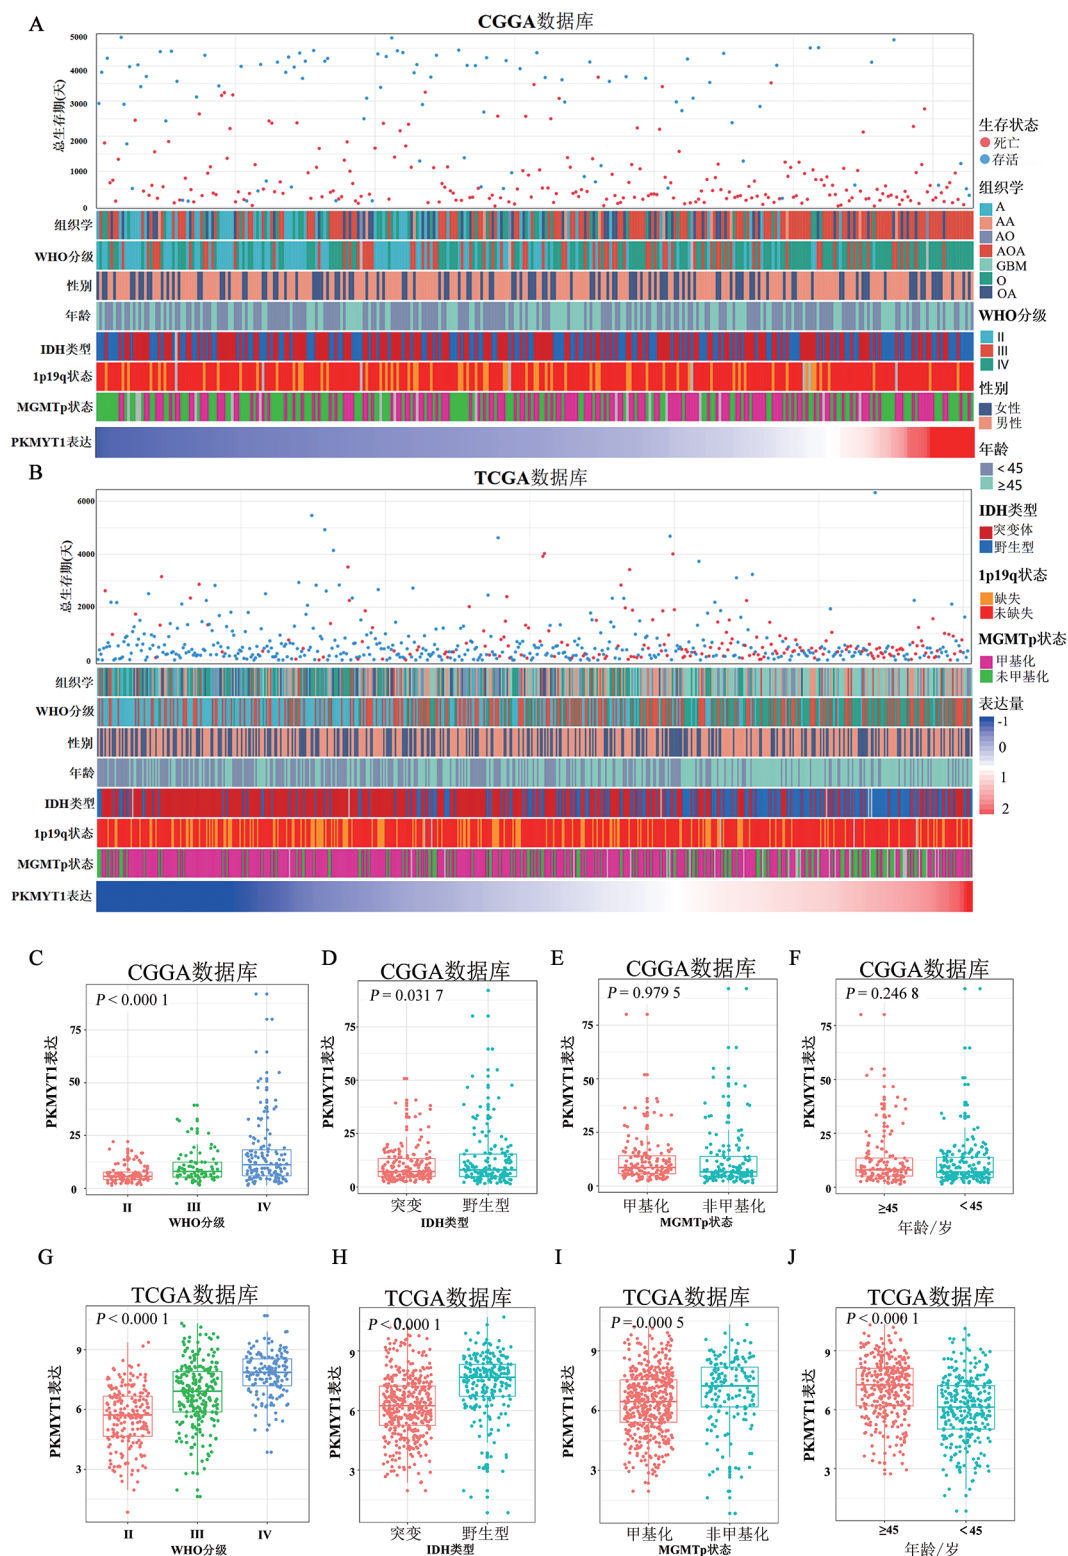 A
CGGA数据库
5000
4000
3000
2000
1000
0
总生存期(天)
组织学
WHO分级
性别
年龄
IDH类型
1p19q状态
MGMTp状态
PKMYT1表达
B
TCGA数据库
6000
4000
2000
0
总生存期(天)
组织学
WHO分级
性别
年龄
IDH类型
1p19q状态
MGMTp状态
PKMYT1表达
生存状态
死亡
存活
组织学
A
AA
AO
AOA
GBM
O
OA
WHO分级
II
III
IV
性别
女性
男性
年龄
<45
≥45
IDH类型
突变体
野生型
1p19q状态
缺失
未缺失
MGMTp状态
甲基化
未甲基化
表达量
-1
0
1
2
C
CGGA数据库
P<0.000 1
PKMYT1表达
75
50
25
0
II III IV
WHO分级
D
CGGA数据库
P=0.031 7
PKMYT1表达
75
50
25
0
突变 野生型
IDH类型
E
CGGA数据库
P=0.979 5
PKMYT1表达
75
50
25
0
甲基化 非甲基化
MGMTp状态
F
CGGA数据库
P=0.246 8
PKMYT1表达
75
50
25
0
≥45 <45
年龄/岁
G
TCGA数据库
P<0.000 1
PKMYT1表达
9
6
3
II III IV
WHO分级
H
TCGA数据库
P<0.000 1
PKMYT1表达
9
6
3
突变 野生型
IDH类型
I
TCGA数据库
P=0.000 5
PKMYT1表达
9
6
3
甲基化 非甲基化
MGMTp状态
J
TCGA数据库
P<0.000 1
PKMYT1表达
9
6
3
≥45 <45
年龄/岁